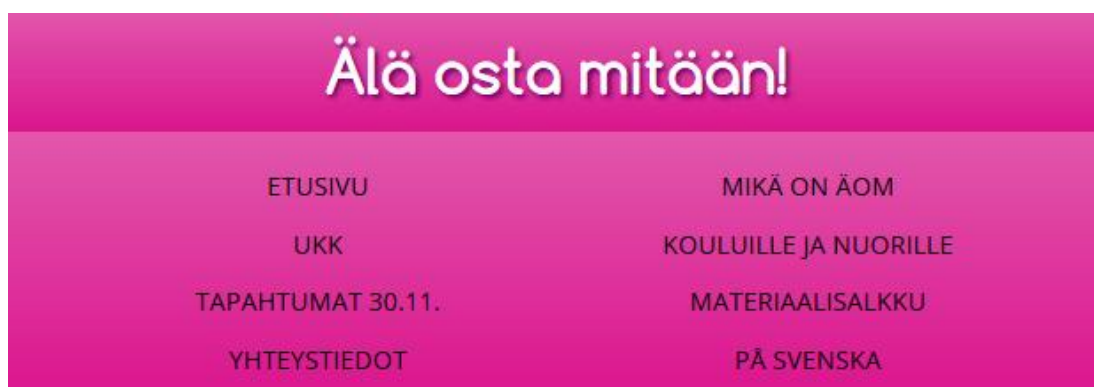 Älä osta mitään!
ETUSIVU
MIKÄ ON ÄOM
UKK
KOULUILLE JA NUORILLE
TAPAHTUMAT 30.11.
MATERIAALISALKKU
YHTEYSTIEDOT
PÅ SVENSKA